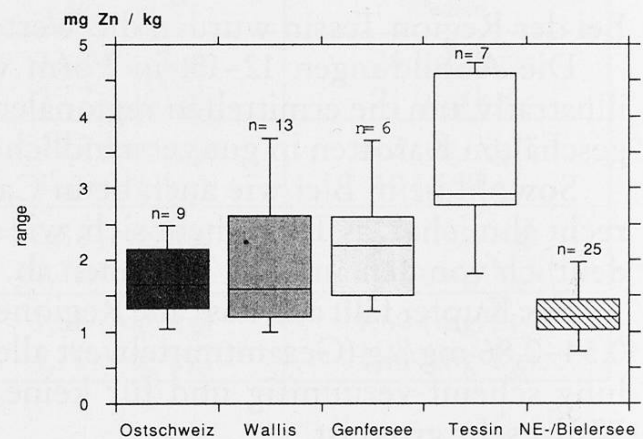 mg Zn / kg
5
n= 7
4
n= 13
n= 6
3
n= 9
range
2
n= 25
1
0
Ostschweiz Wallis Genfersee Tessin NE-/Bielersee